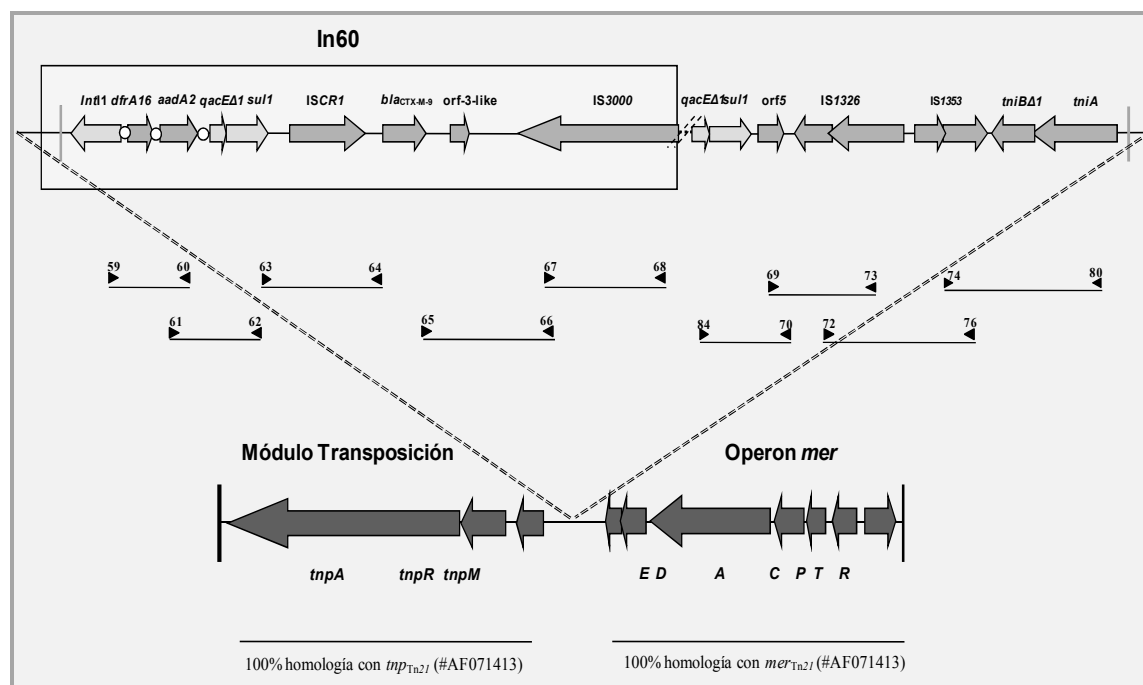 In60
IntI1 dfrA16 aadA2 qacEΔ1 sul1 ISCR1 blaCTX-M-9 orf-3-like IS3000 qacEΔ1 sul1 orf5 IS1326 IS1353 tniBΔ1 tniA
59 60 63 64 67 68 69 73 74 80
61 62 65 66 84 70 72 76
Módulo Transposición Operon mer
tnpA tnpR tnpM E D A C P T R
100% homología con tnpTn21 (#AF071413) 100% homología con merTn21 (#AF071413)